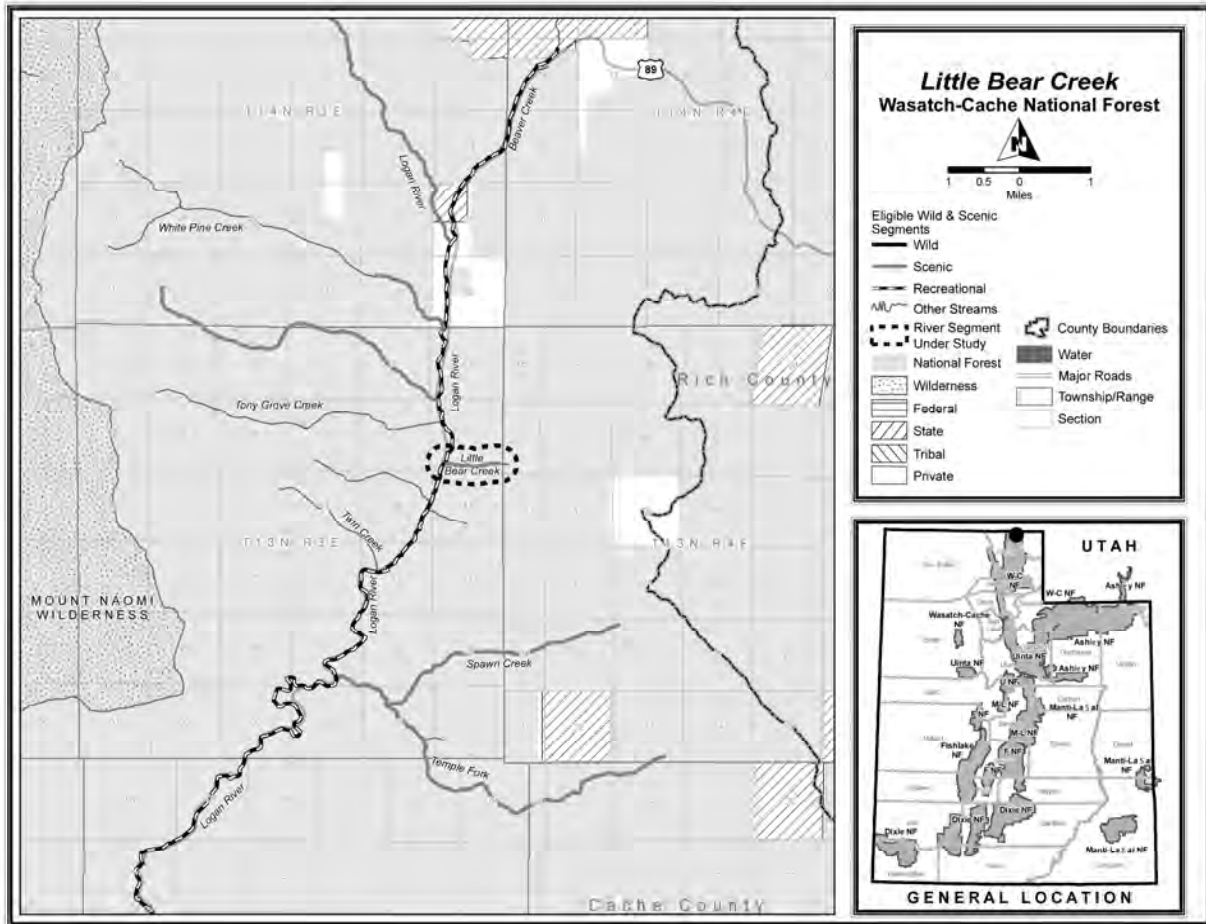 89
T14N R3E
T14N R4E
Beaver Creek
Logan River
White Pine Creek
Logan River
Rich County
Tony Grove Creek
Little
Bear Creek
Twin Creek
T13N R3E
T13N R4E
Logan River
MOUNT NAOMI
WILDERNESS
Spawn Creek
Temple Fork
Logan River
Cache County
Little Bear Creek
Wasatch-Cache National Forest
N
1 0.5 0 1
Miles
Eligible Wild & Scenic
Segments
Wild
Scenic
Recreational
Other Streams
River Segment
Under Study
National Forest
Wilderness
Federal
State
Tribal
Private
County Boundaries
Water
Major Roads
Township/Range
Section
UTAH
W-C
NF
W-C NF
Ashley NF
Wasatch-Cache
NF
Ashley NF
Uinta NF
Uinta NF
Ashley NF
U NF
M-L NF
Manti-La Sal
NF
F NF
M-L NF
Fishlake
NF
F NF
F NF
Manti-La Sal
NF
Dixie NF
Dixie NF
Dixie NF
Manti-La Sal NF
GENERAL LOCATION